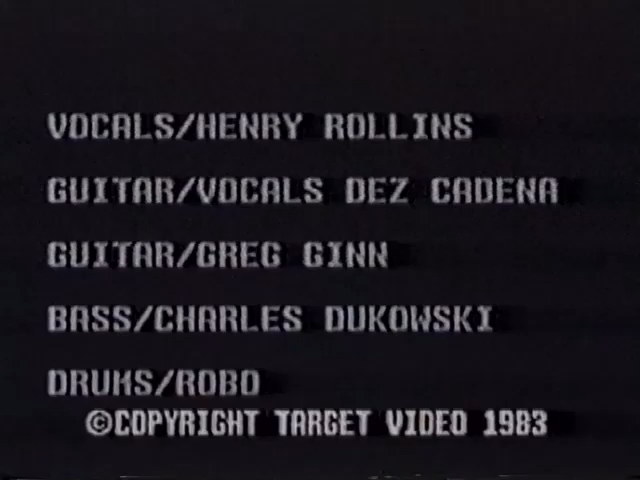 VOCALS/HENRY ROLLINS
GUITAR/VOCALS DEZ CADENA
GUITAR/GREG GINN
BASS/CHARLES DUKOWSKI
DRUMS/ROBO
©COPYRIGHT TARGET VIDEO 1983